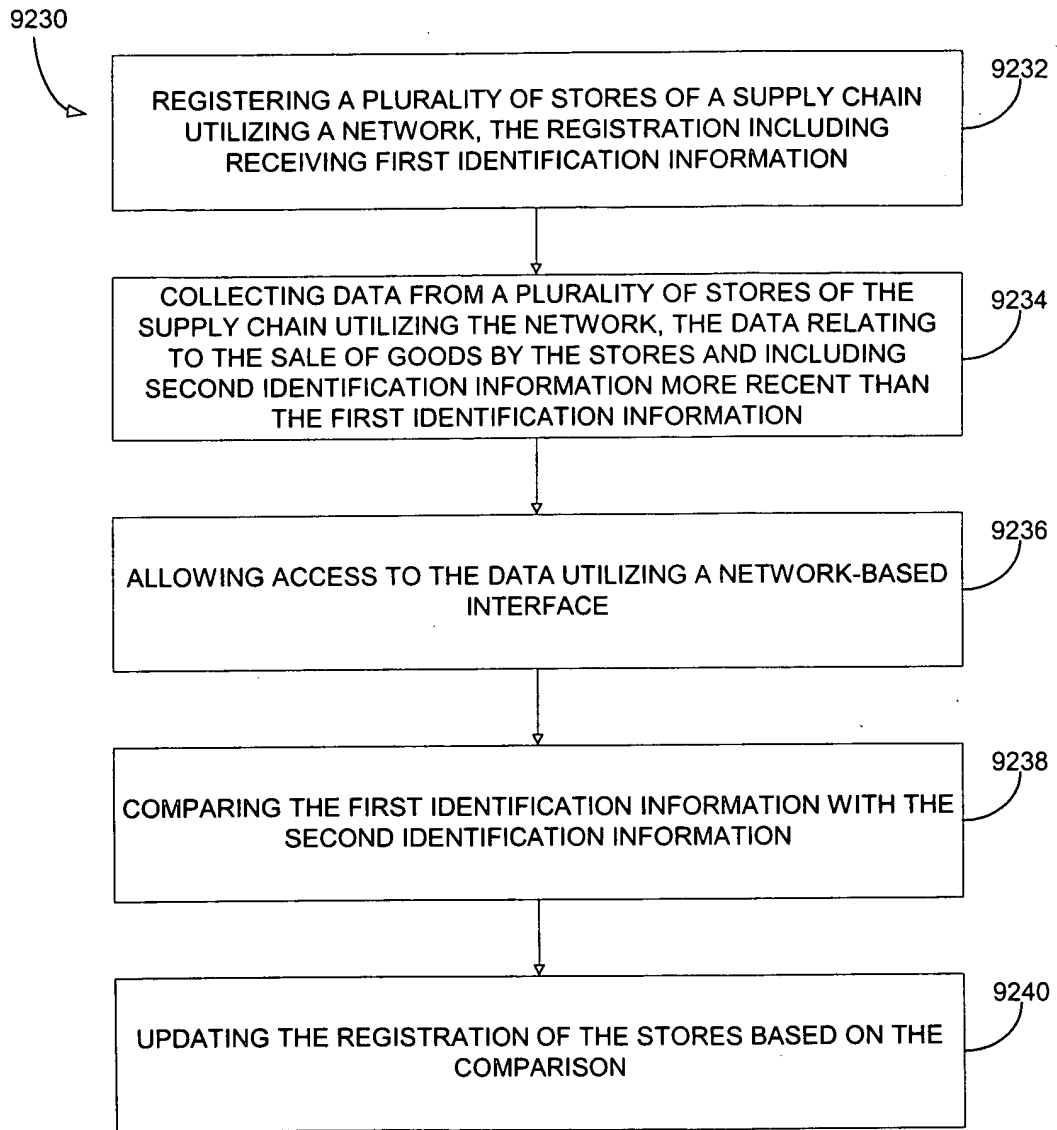 9230
9232
REGISTERING A PLURALITY OF STORES OF A SUPPLY CHAIN
UTILIZING A NETWORK, THE REGISTRATION INCLUDING
RECEIVING FIRST IDENTIFICATION INFORMATION
9234
COLLECTING DATA FROM A PLURALITY OF STORES OF THE
SUPPLY CHAIN UTILIZING THE NETWORK, THE DATA RELATING
TO THE SALE OF GOODS BY THE STORES AND INCLUDING
SECOND IDENTIFICATION INFORMATION MORE RECENT THAN
THE FIRST IDENTIFICATION INFORMATION
9236
ALLOWING ACCESS TO THE DATA UTILIZING A NETWORK-BASED
INTERFACE
9238
COMPARING THE FIRST IDENTIFICATION INFORMATION WITH THE
SECOND IDENTIFICATION INFORMATION
9240
UPDATING THE REGISTRATION OF THE STORES BASED ON THE
COMPARISON